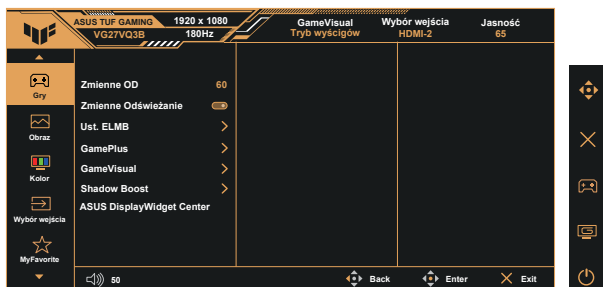 ASUS TUF GAMING 1920 x 1080
VG27VQ3B 180Hz
GameVisual
Tryb wyścigów
Wybór wejścia
HDMI-2
Jasność
65
Gry
Obraz
Kolor
Wybór wejścia
MyFavorite
Zmienne OD 60
Zmienne Odświeżanie
Ust. ELMB
GamePlus
GameVisual
Shadow Boost
ASUS DisplayWidget Center
50
Back
Enter
Exit